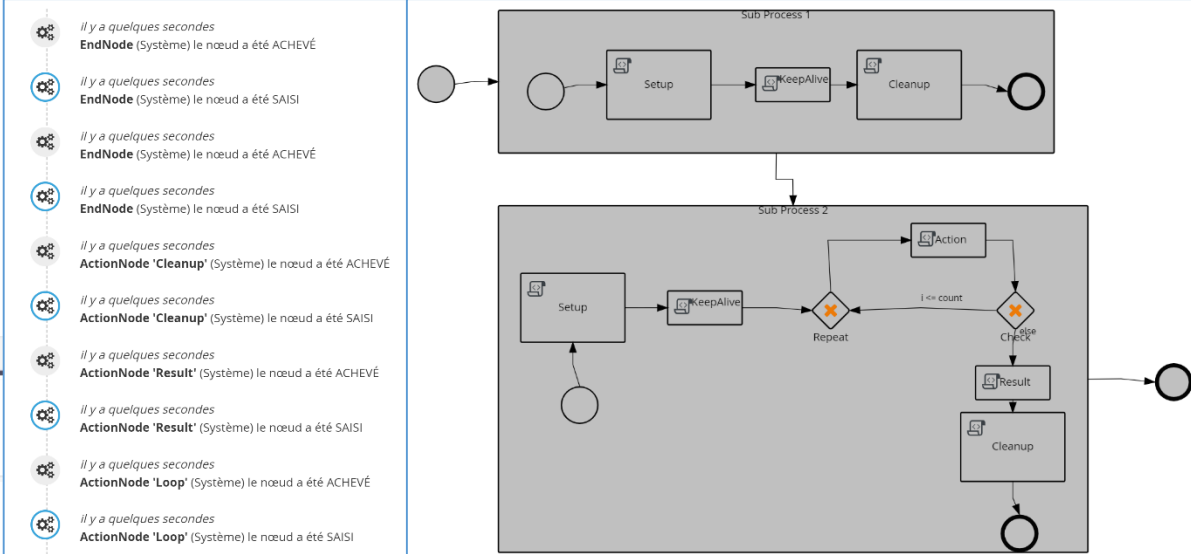 il y a quelques secondes
EndNode (Système) le nœud a été ACHEVÉ
il y a quelques secondes
EndNode (Système) le nœud a été SAISI
il y a quelques secondes
EndNode (Système) le nœud a été ACHEVÉ
il y a quelques secondes
EndNode (Système) le nœud a été SAISI
il y a quelques secondes
ActionNode 'Cleanup' (Système) le nœud a été ACHEVÉ
il y a quelques secondes
ActionNode 'Cleanup' (Système) le nœud a été SAISI
il y a quelques secondes
ActionNode 'Result' (Système) le nœud a été ACHEVÉ
il y a quelques secondes
ActionNode 'Result' (Système) le nœud a été SAISI
il y a quelques secondes
ActionNode 'Loop' (Système) le nœud a été ACHEVÉ
il y a quelques secondes
ActionNode 'Loop' (Système) le nœud a été SAISI
Sub Process 1
Setup
KeepAlive
Cleanup
Sub Process 2
Action
Setup
KeepAlive
i <= count
Repeat
Check
else
Result
Cleanup